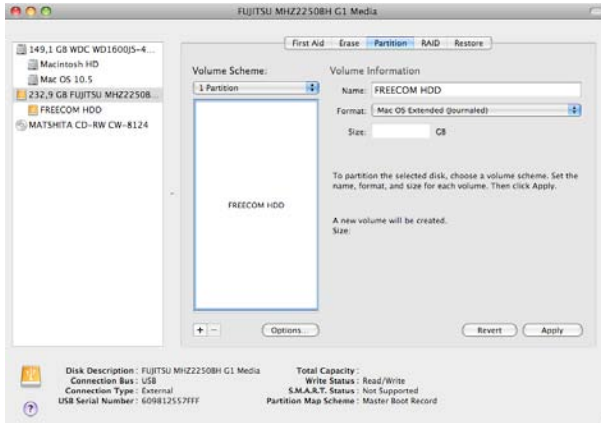 FUJITSU MHZ2250BH G1 Media
149,1 GB WDC WD1600JS-4...
Macintosh HD
Mac OS 10.5
232,9 GB FUJITSU MHZ2250B...
FREECOM HDD
MATSHITA CD-RW CW-8124
First Aid Erase Partition RAID Restore
Volume Scheme:
1 Partition
FREECOM HDD
+ − Options...
Volume Information
Name: FREECOM HDD
Format: Mac OS Extended (Journaled)
Size: GB
To partition the selected disk, choose a volume scheme. Set the
name, format, and size for each volume. Then click Apply.
A new volume will be created.
Size:
Revert Apply
Disk Description : FUJITSU MHZ2250BH G1 Media
Connection Bus : USB
Connection Type : External
USB Serial Number : 609812557FFF
Total Capacity :
Write Status : Read/Write
S.M.A.R.T. Status : Not Supported
Partition Map Scheme : Master Boot Record
?